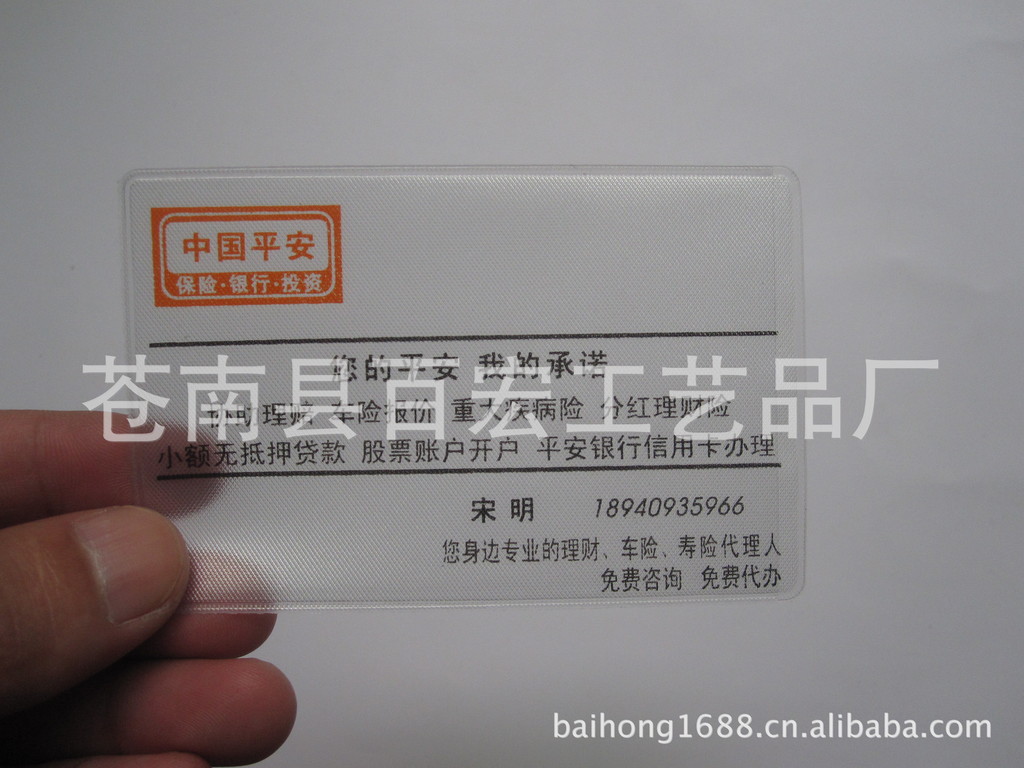 中国平安
保险·银行·投资
您的平安 我的承诺
苍南县百宏工艺品厂
协助理赔 车险报价 重大疾病险 分红理财险
小额无抵押贷款 股票账户开户 平安银行信用卡办理
宋明 18940935966
您身边专业的理财、车险、寿险代理人
免费咨询 免费代办
baihong1688.cn.alibaba.com